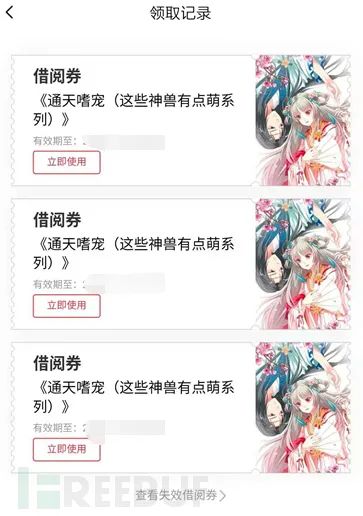 领取记录
借阅券
《通天嗜宠（这些神兽有点萌系
列）》
有效期至：2
立即使用
借阅券
《通天嗜宠（这些神兽有点萌系
列）》
有效期至：2
立即使用
借阅券
《通天嗜宠（这些神兽有点萌系
列）》
有效期至：2
立即使用
查看失效借阅券
FREEBUF